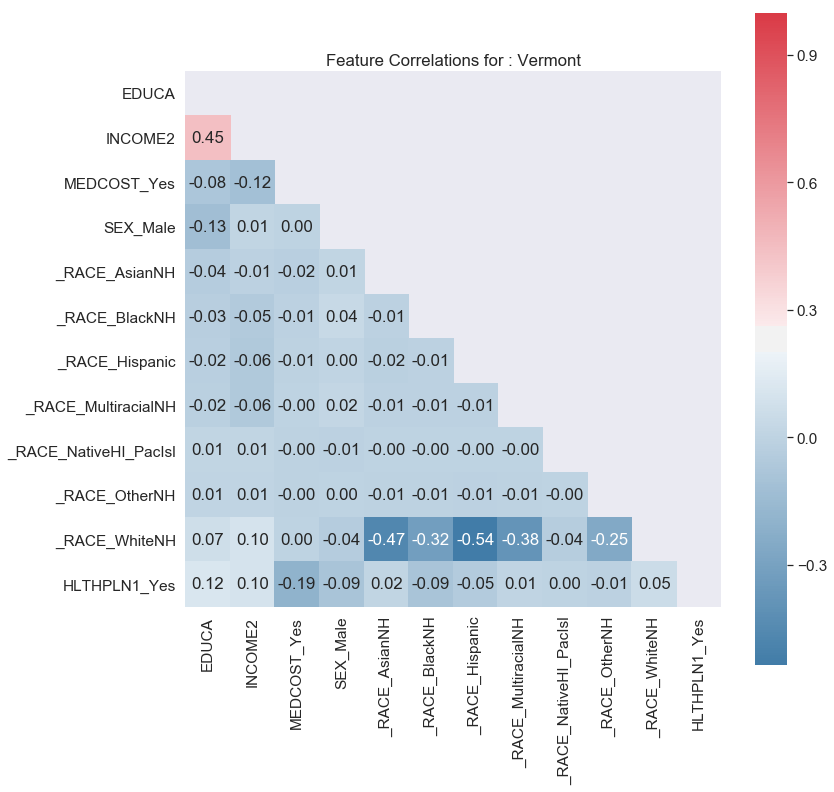 Feature Correlations for : Vermont
EDUCA
INCOME2 0.45
MEDCOST_Yes -0.08 -0.12
SEX_Male -0.13 0.01 0.00
_RACE_AsianNH -0.04 -0.01 -0.02 0.01
_RACE_BlackNH -0.03 -0.05 -0.01 0.04 -0.01
_RACE_Hispanic -0.02 -0.06 -0.01 0.00 -0.02 -0.01
_RACE_MultiracialNH -0.02 -0.06 -0.00 0.02 -0.01 -0.01 -0.01
_RACE_NativeHI_PacIsl 0.01 0.01 -0.00 -0.01 -0.00 -0.00 -0.00 -0.00
_RACE_OtherNH 0.01 0.01 -0.00 0.00 -0.01 -0.01 -0.01 -0.01 -0.00
_RACE_WhiteNH 0.07 0.10 0.00 -0.04 -0.47 -0.32 -0.54 -0.38 -0.04 -0.25
HLTHPLN1_Yes 0.12 0.10 -0.19 -0.09 0.02 -0.09 -0.05 0.01 0.00 -0.01 0.05
EDUCA
INCOME2
MEDCOST_Yes
SEX_Male
_RACE_AsianNH
_RACE_BlackNH
_RACE_Hispanic
_RACE_MultiracialNH
_RACE_NativeHI_PacIsl
_RACE_OtherNH
_RACE_WhiteNH
HLTHPLN1_Yes
0.9
0.6
0.3
0.0
-0.3